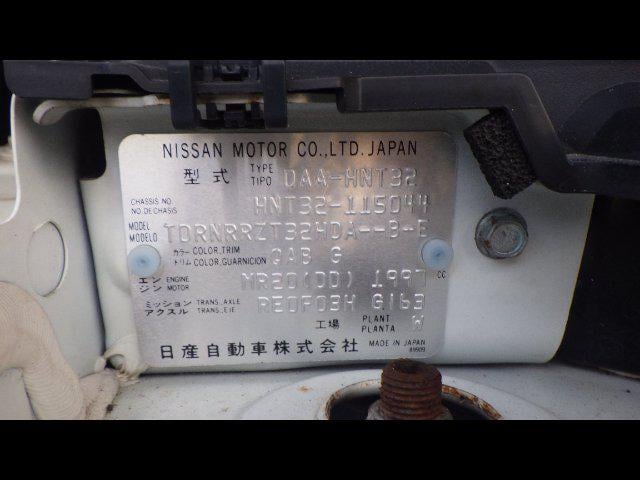 NISSAN MOTOR CO.,LTD. JAPAN
型式 TYPE TIPO DAA-HNT32
CHASSIS NO. NO.DE CHASIS HNT32-115044
MODEL MODELO TDRNRRZT32HDA--B-E
カラー COLOR,TRIM トリム COLOR,GUARNICION QAB G
エンジン ENGINE MOTOR MR20(DD) 1997 CC
ミッション アクスル TRANS.,AXLE TRANS.,EJE RE0F03H G163
工場 PLANT PLANTA W
日産自動車株式会社 MADE IN JAPAN
89909